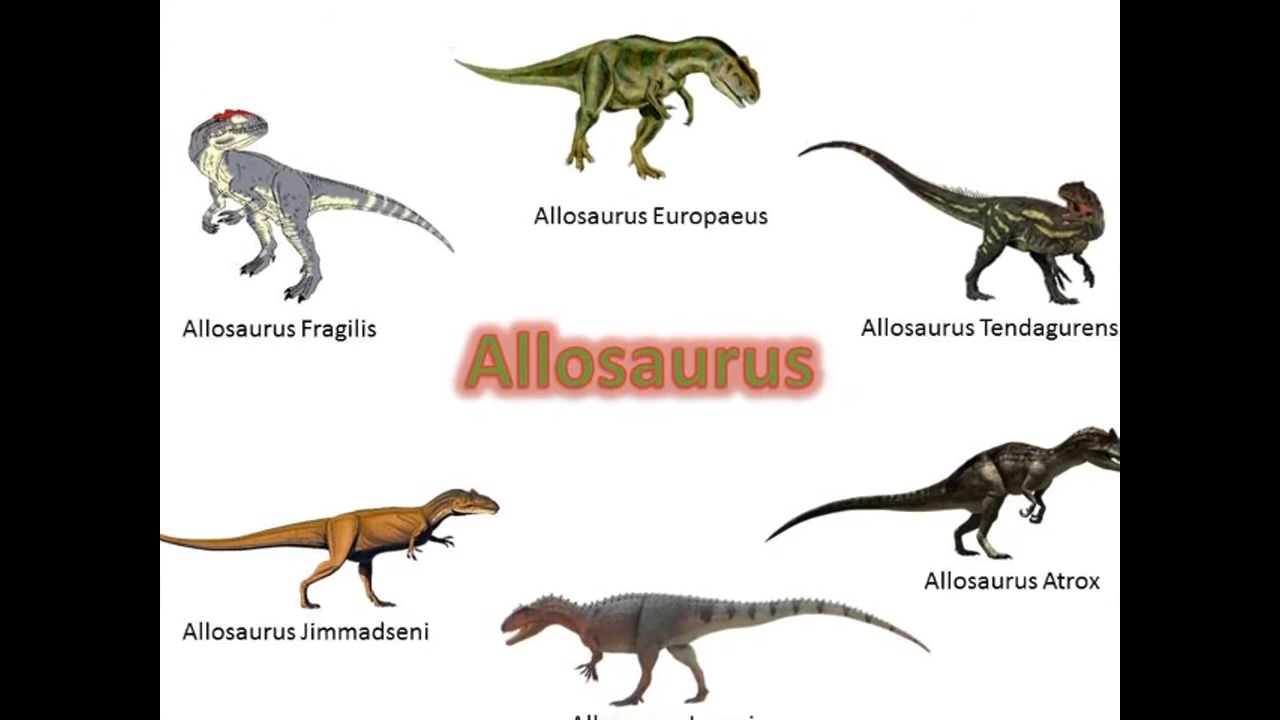 Allosaurus Europaeus
Allosaurus Fragilis
Allosaurus Tendagurens
Allosaurus
Allosaurus Atrox
Allosaurus Jimmadseni